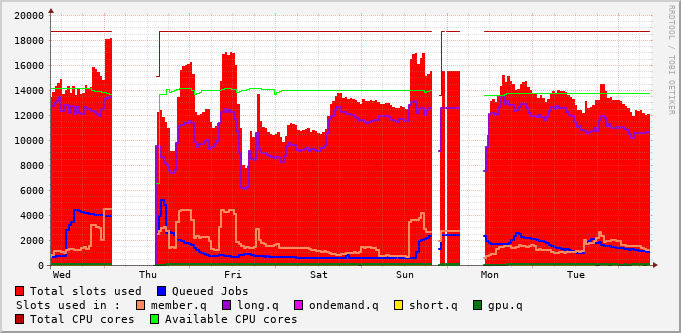 20000
18000
16000
14000
12000
10000
8000
6000
4000
2000
0
Wed Thu Fri Sat Sun Mon Tue
RRDTOOL / TOBI OETIKER
Total slots used Queued Jobs
Slots used in : member.q long.q ondemand.q short.q gpu.q
Total CPU cores Available CPU cores